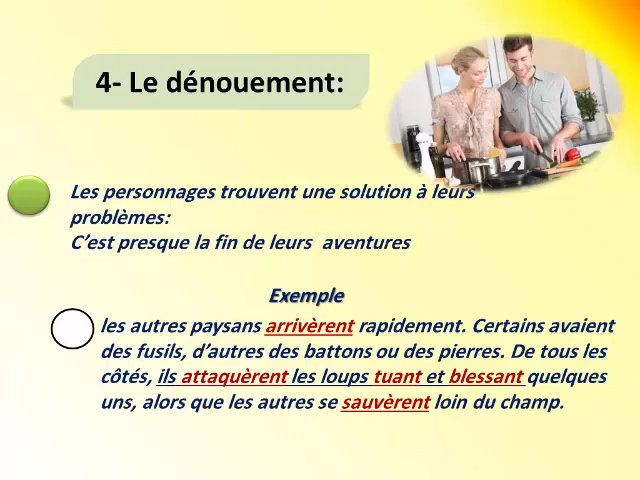 4- Le dénouement:
Les personnages trouvent une solution à leurs
problèmes:
C’est presque la fin de leurs aventures
Exemple
les autres paysans arrivèrent rapidement. Certains avaient
des fusils, d’autres des battons ou des pierres. De tous les
côtés, ils attaquèrent les loups tuant et blessant quelques
uns, alors que les autres se sauvèrent loin du champ.